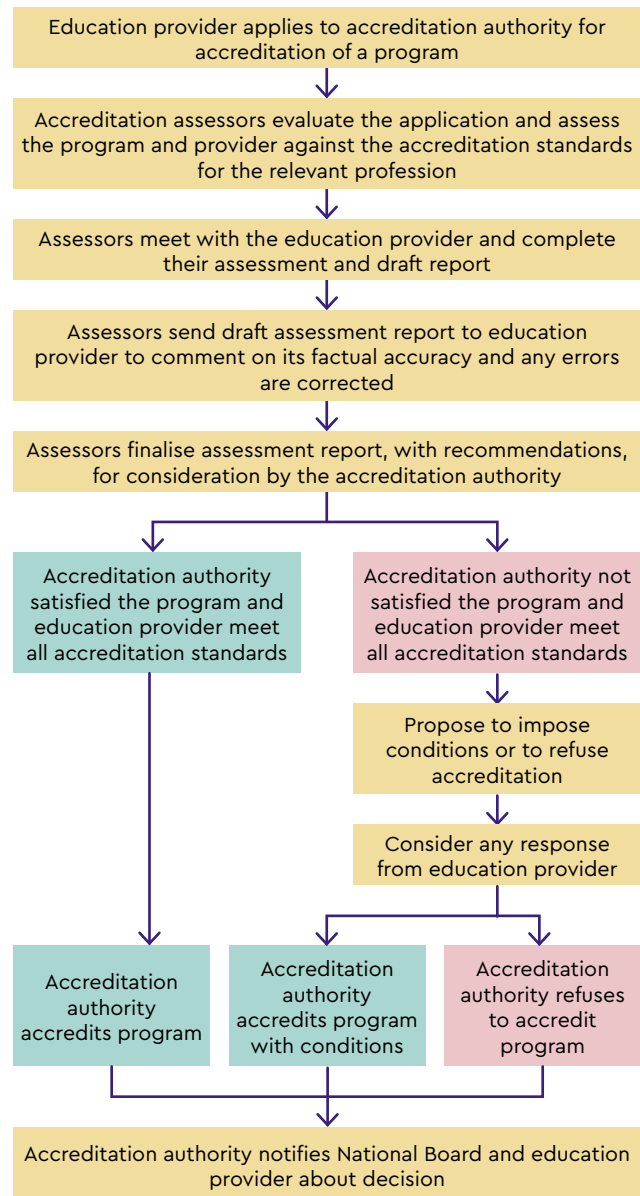 Education provider applies to accreditation authority for
accreditation of a program
Accreditation assessors evaluate the application and assess
the program and provider against the accreditation standards
for the relevant profession
Assessors meet with the education provider and complete
their assessment and draft report
Assessors send draft assessment report to education
provider to comment on its factual accuracy and any errors
are corrected
Assessors finalise assessment report, with recommendations,
for consideration by the accreditation authority
Accreditation authority
satisfied the program and
education provider meet
all accreditation standards
Accreditation authority not
satisfied the program and
education provider meet
all accreditation standards
Propose to impose
conditions or to refuse
accreditation
Consider any response
from education provider
Accreditation
authority
accredits program
Accreditation
authority
accredits program
with conditions
Accreditation
authority refuses
to accredit
program
Accreditation authority notifies National Board and education
provider about decision